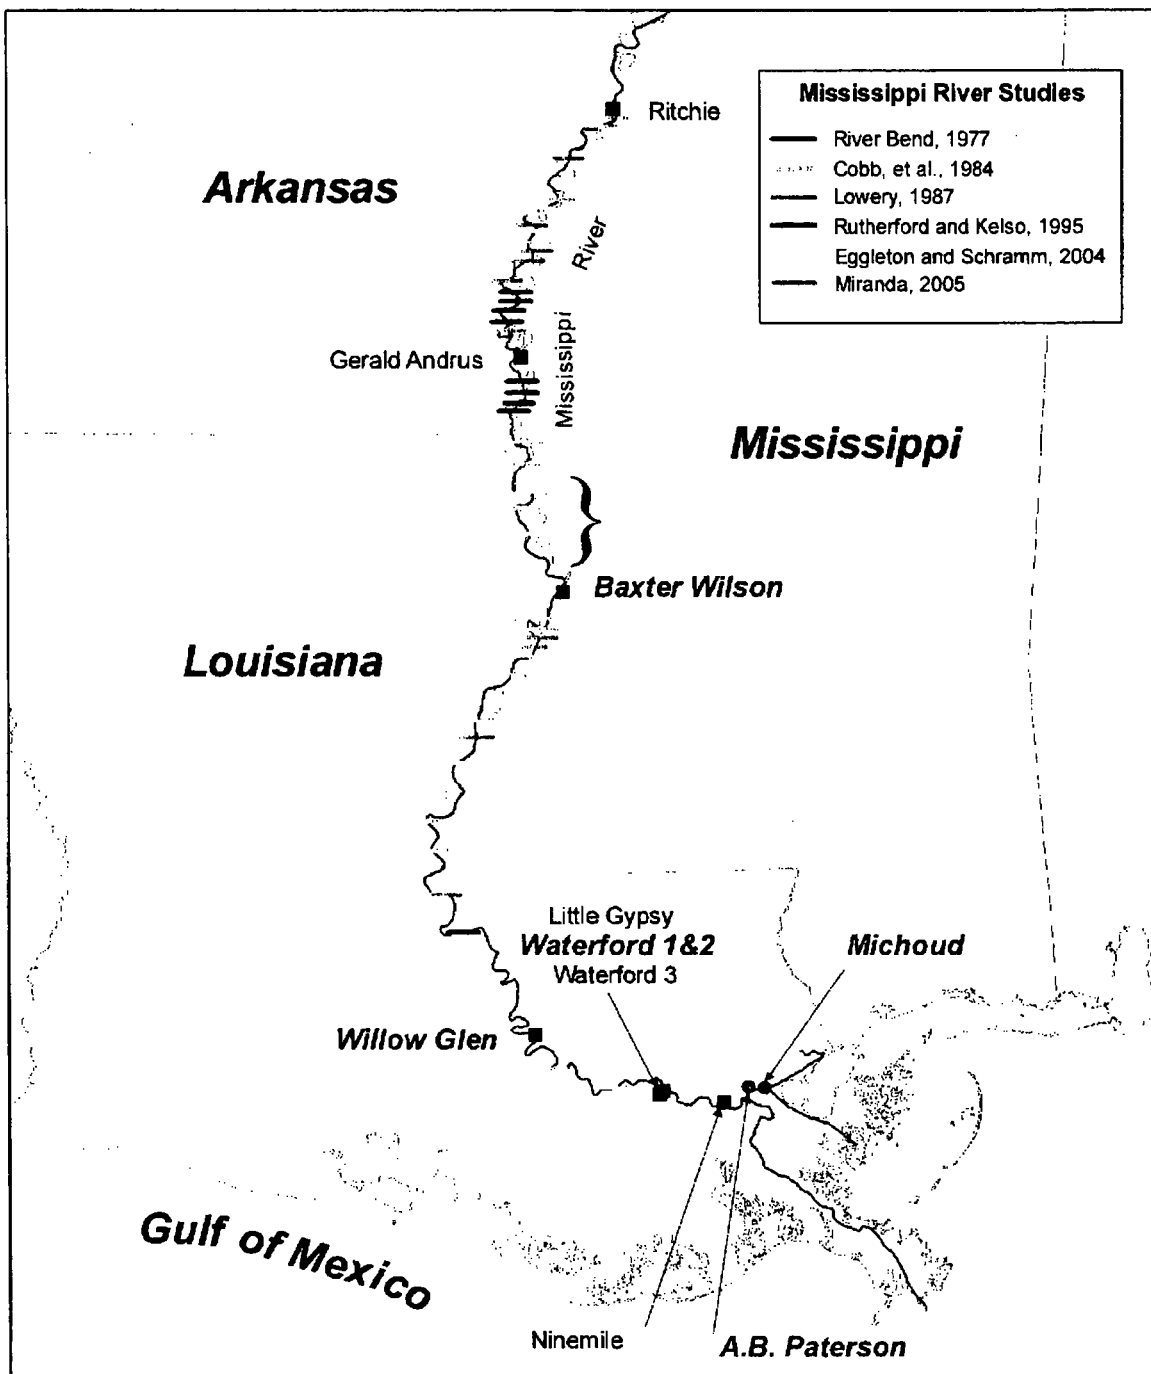 Mississippi River Studies
River Bend, 1977
Cobb, et al., 1984
Lowery, 1987
Rutherford and Kelso, 1995
Eggleton and Schramm, 2004
Miranda, 2005
Ritchie
Arkansas
River
Mississippi
Gerald Andrus
Mississippi
Baxter Wilson
Louisiana
Little Gypsy
Waterford 1&2
Waterford 3
Michoud
Willow Glen
Gulf of Mexico
Ninemile
A.B. Paterson